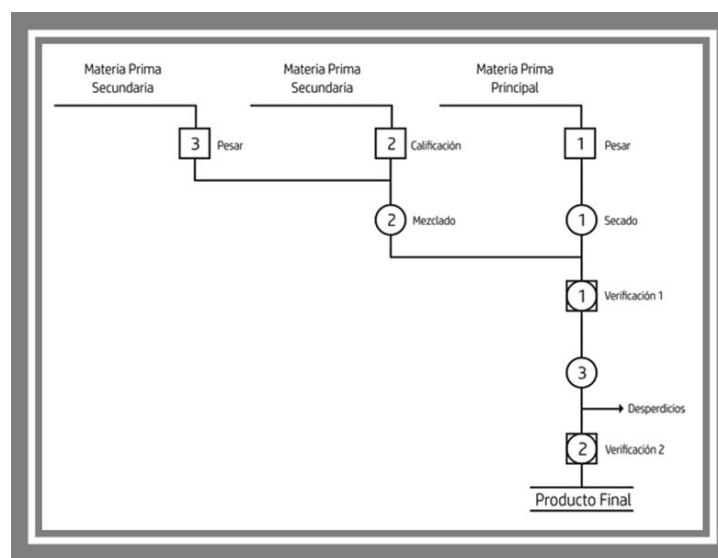 Materia Prima
Secundaria
Materia Prima
Secundaria
Materia Prima
Principal
3 Pesar
2 Calificación
1 Pesar
2 Mezclado
1 Secado
1 Verificación 1
3
Desperdicios
2 Verificación 2
Producto Final